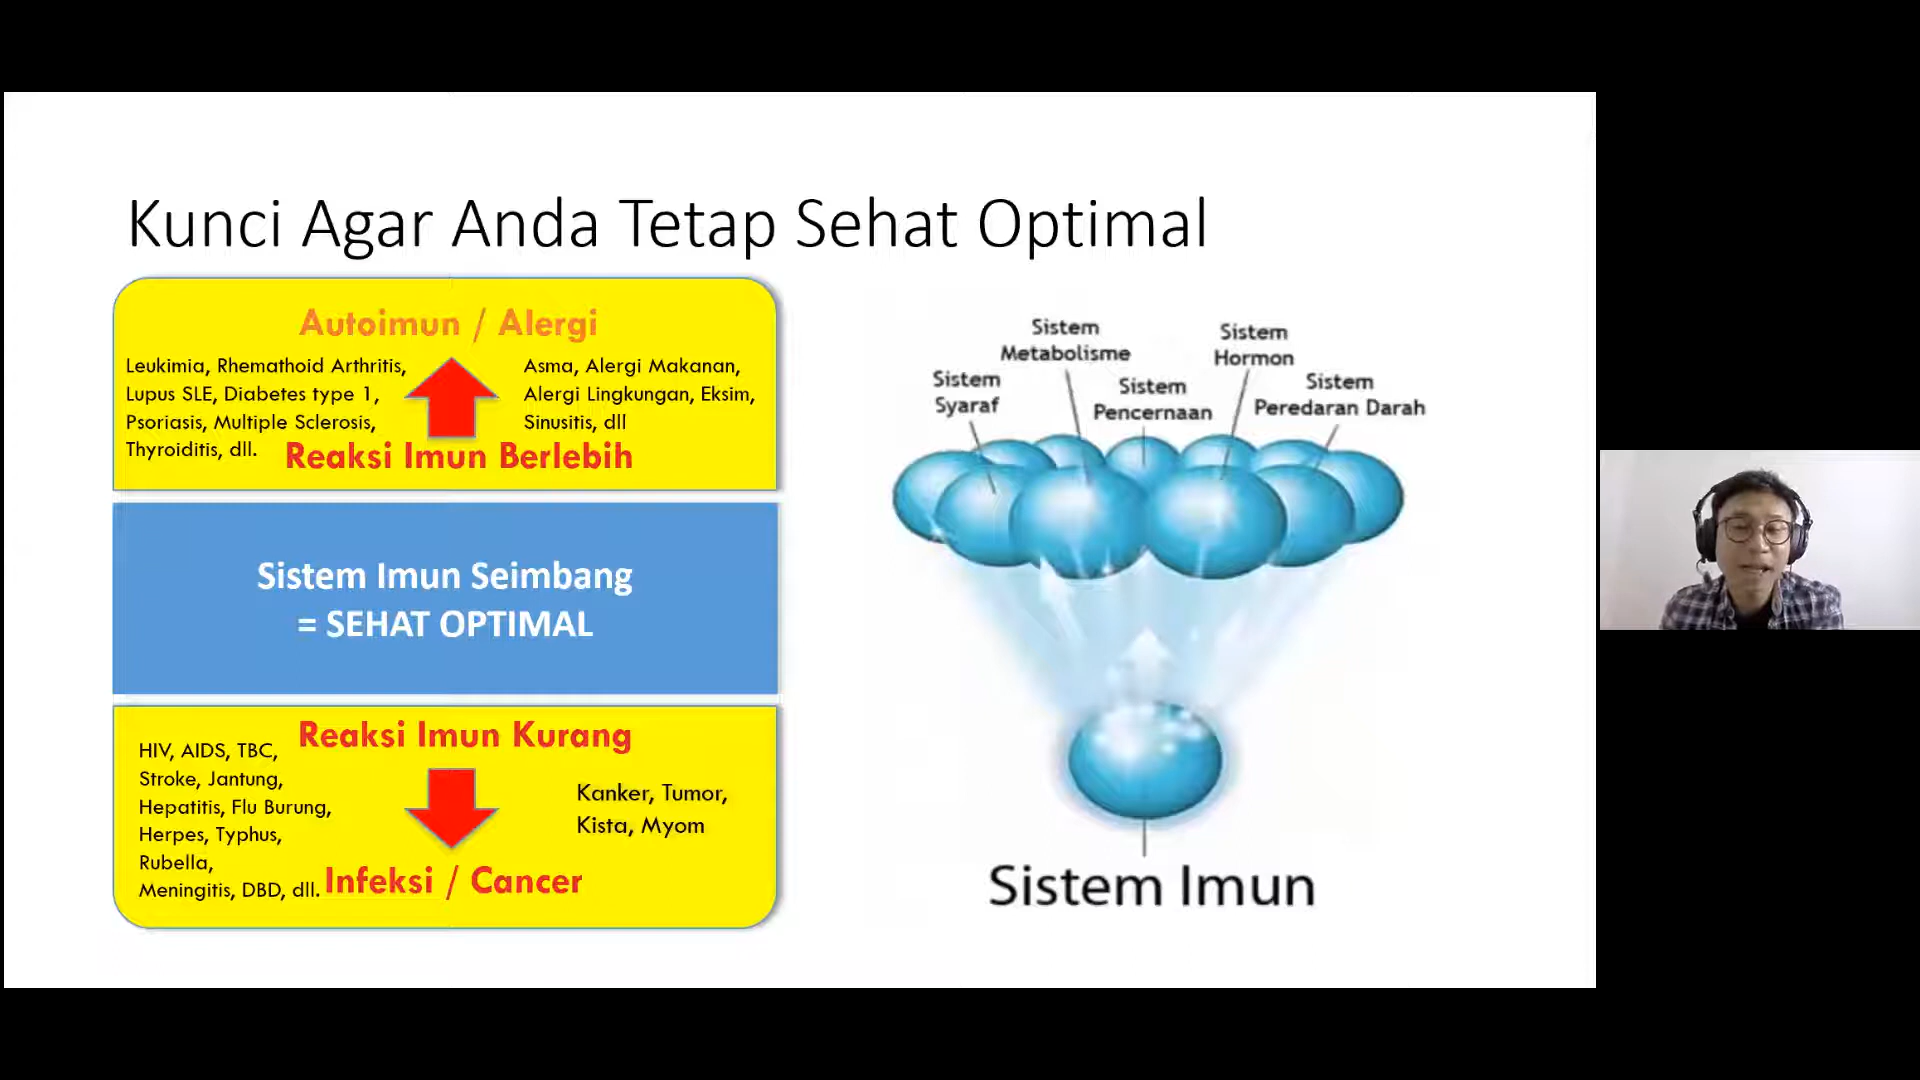 Kunci Agar Anda Tetap Sehat Optimal
Autoimun / Alergi
Leukimia, Rhemathoid Arthritis,
Lupus SLE, Diabetes type 1,
Psoriasis, Multiple Sclerosis,
Thyroiditis, dll.
Asma, Alergi Makanan,
Alergi Lingkungan, Eksim,
Sinusitis, dll
Reaksi Imun Berlebih
Sistem Imun Seimbang
= SEHAT OPTIMAL
Reaksi Imun Kurang
HIV, AIDS, TBC,
Stroke, Jantung,
Hepatitis, Flu Burung,
Herpes, Typhus,
Rubella,
Meningitis, DBD, dll.
Kanker, Tumor,
Kista, Myom
Infeksi / Cancer
Sistem
Syaraf
Sistem
Metabolisme
Sistem
Pencernaan
Sistem
Hormon
Sistem
Peredaran Darah
Sistem Imun